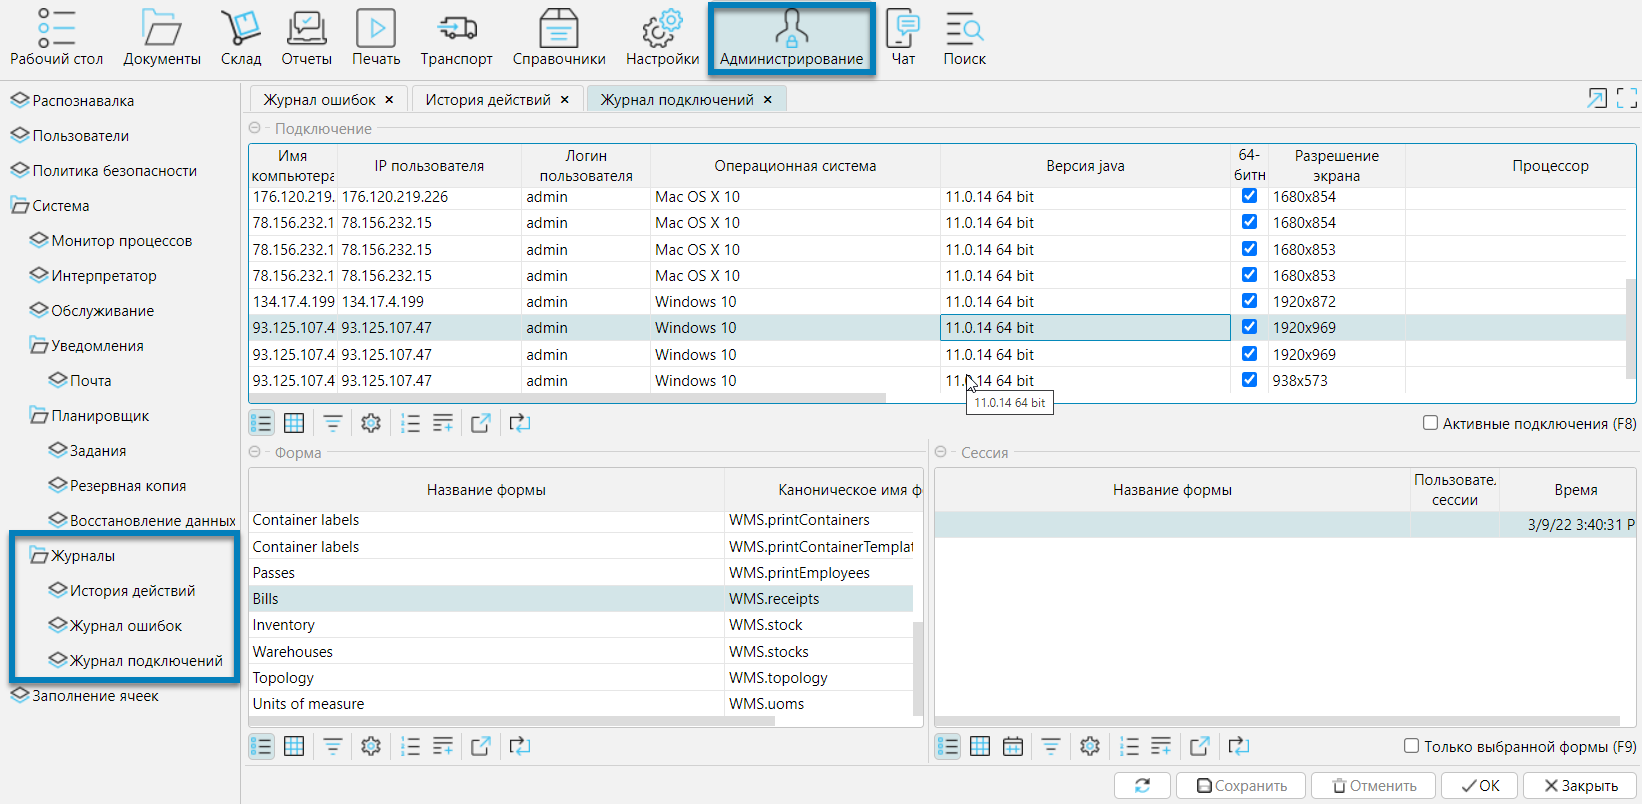 Рабочий стол Документы Склад Отчеты Печать Транспорт Справочники Настройки Администрирование Чат Поиск
Распознавалка
Пользователи
Политика безопасности
Система
Монитор процессов
Интерпретатор
Обслуживание
Уведомления
Почта
Планировщик
Задания
Резервная копия
Восстановление данных
Журналы
История действий
Журнал ошибок
Журнал подключений
Заполнение ячеек
Журнал ошибок × История действий × Журнал подключений ×
Подключение
Имя компьютера IP пользователя Логин пользователя Операционная система Версия java 64-битн Разрешение экрана Процессор
176.120.219. 176.120.219.226 admin Mac OS X 10 11.0.14 64 bit 1680x854
78.156.232.1 78.156.232.15 admin Mac OS X 10 11.0.14 64 bit 1680x854
78.156.232.1 78.156.232.15 admin Mac OS X 10 11.0.14 64 bit 1680x853
78.156.232.1 78.156.232.15 admin Mac OS X 10 11.0.14 64 bit 1680x853
134.17.4.199 134.17.4.199 admin Windows 10 11.0.14 64 bit 1920x872
93.125.107.4 93.125.107.47 admin Windows 10 11.0.14 64 bit 1920x969
93.125.107.4 93.125.107.47 admin Windows 10 11.0.14 64 bit 1920x969
93.125.107.4 93.125.107.47 admin Windows 10 11.0.14 64 bit 938x573
11.0.14 64 bit
Активные подключения (F8)
Форма
Название формы Каноническое имя ф
Container labels WMS.printContainers
Container labels WMS.printContainerTemplat
Passes WMS.printEmployees
Bills WMS.receipts
Inventory WMS.stock
Warehouses WMS.stocks
Topology WMS.topology
Units of measure WMS.uoms
Сессия
Название формы Пользовате. сессии Время
3/9/22 3:40:31 P
Только выбранной формы (F9)
Сохранить Отменить OK Закрыть